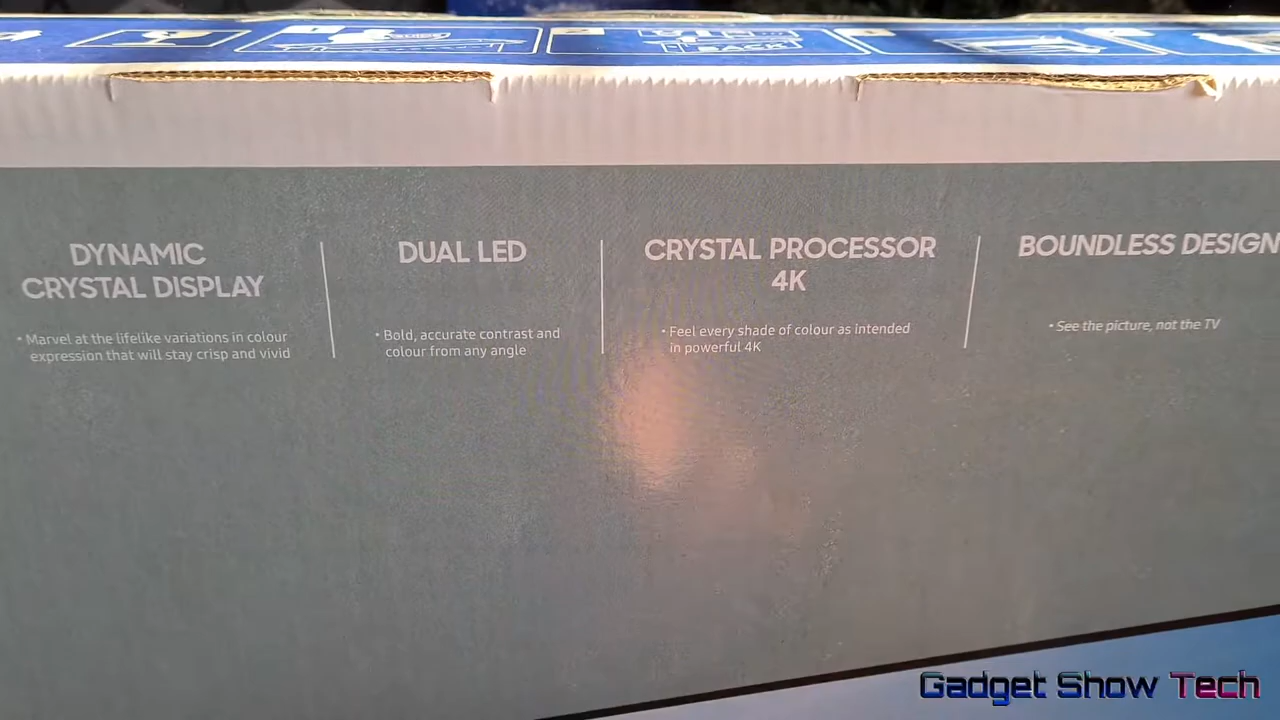 BACK
DYNAMIC
CRYSTAL DISPLAY
• Marvel at the lifelike variations in colour
expression that will stay crisp and vivid
DUAL LED
• Bold, accurate contrast and
colour from any angle
CRYSTAL PROCESSOR
4K
• Feel every shade of colour as intended
in powerful 4K
BOUNDLESS DESIGN
• See the picture, not the TV
Gadget Show Tech